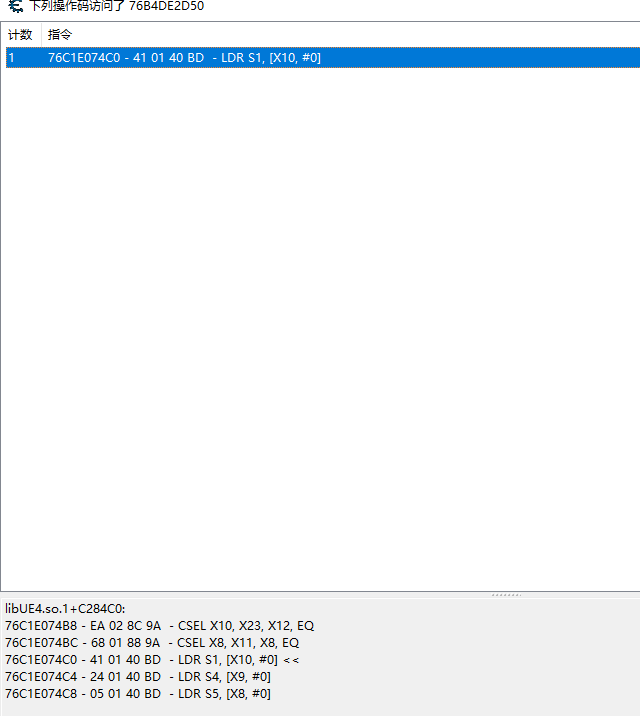 下列操作码访问了 76B4DE2D50
计数 指令
1 76C1E074C0 - 41 01 40 BD - LDR S1, [X10, #0]
libUE4.so.1+C284C0:
76C1E074B8 - EA 02 8C 9A - CSEL X10, X23, X12, EQ
76C1E074BC - 68 01 88 9A - CSEL X8, X11, X8, EQ
76C1E074C0 - 41 01 40 BD - LDR S1, [X10, #0] <<
76C1E074C4 - 24 01 40 BD - LDR S4, [X9, #0]
76C1E074C8 - 05 01 40 BD - LDR S5, [X8, #0]